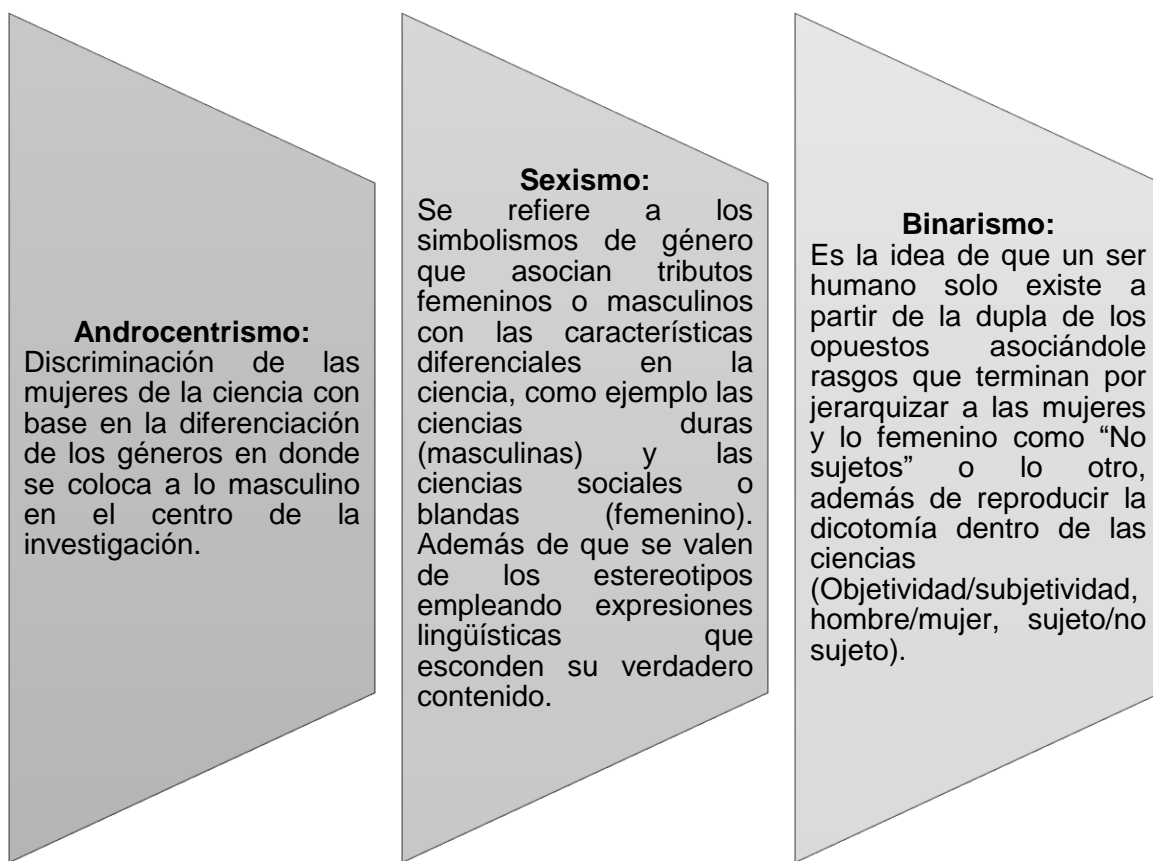 Androcentrismo:
Discriminación de las
mujeres de la ciencia con
base en la diferenciación
de los géneros en donde
se coloca a lo masculino
en el centro de la
investigación.
Sexismo:
Se refiere a los
simbolismos de género
que asocian tributos
femeninos o masculinos
con las características
diferenciales en la
ciencia, como ejemplo las
ciencias duras
(masculinas) y las
ciencias sociales o
blandas (femenino).
Además de que se valen
de los estereotipos
empleando expresiones
lingüísticas que
esconden su verdadero
contenido.
Binarismo:
Es la idea de que un ser
humano solo existe a
partir de la dupla de los
opuestos asociándole
rasgos que terminan por
jerarquizar a las mujeres
y lo femenino como “No
sujetos” o lo otro,
además de reproducir la
dicotomía dentro de las
ciencias
(Objetividad/subjetividad,
hombre/mujer, sujeto/no
sujeto).